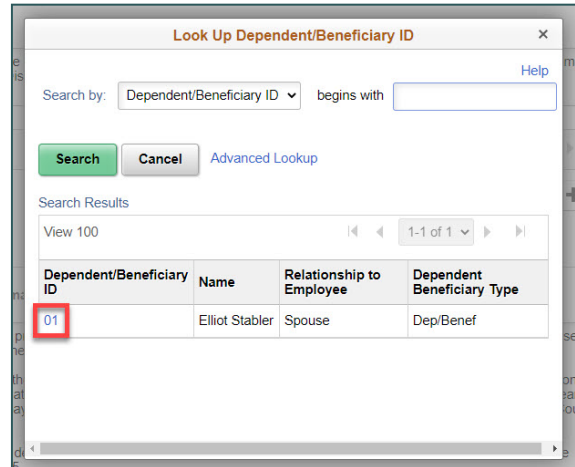 Look Up Dependent/Beneficiary ID ×
Help
Search by: Dependent/Beneficiary ID begins with
Search Cancel Advanced Lookup
Search Results
View 100 1-1 of 1
Dependent/Beneficiary ID Name Relationship to Employee Dependent Beneficiary Type
01 Elliot Stabler Spouse Dep/Benef